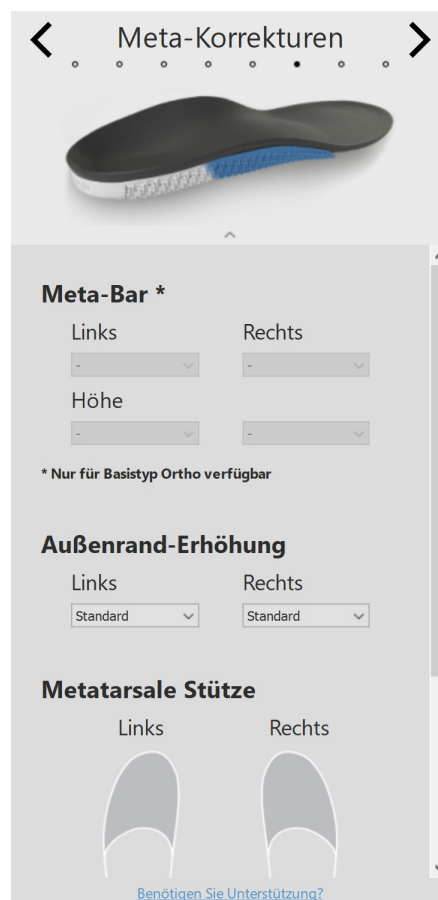 Meta-Korrekturen
Meta-Bar *
Links Rechts
- -
Höhe
- -
* Nur für Basistyp Ortho verfügbar
Außenrand-Erhöhung
Links Rechts
Standard Standard
Metatarsale Stütze
Links Rechts
Benötigen Sie Unterstützung?